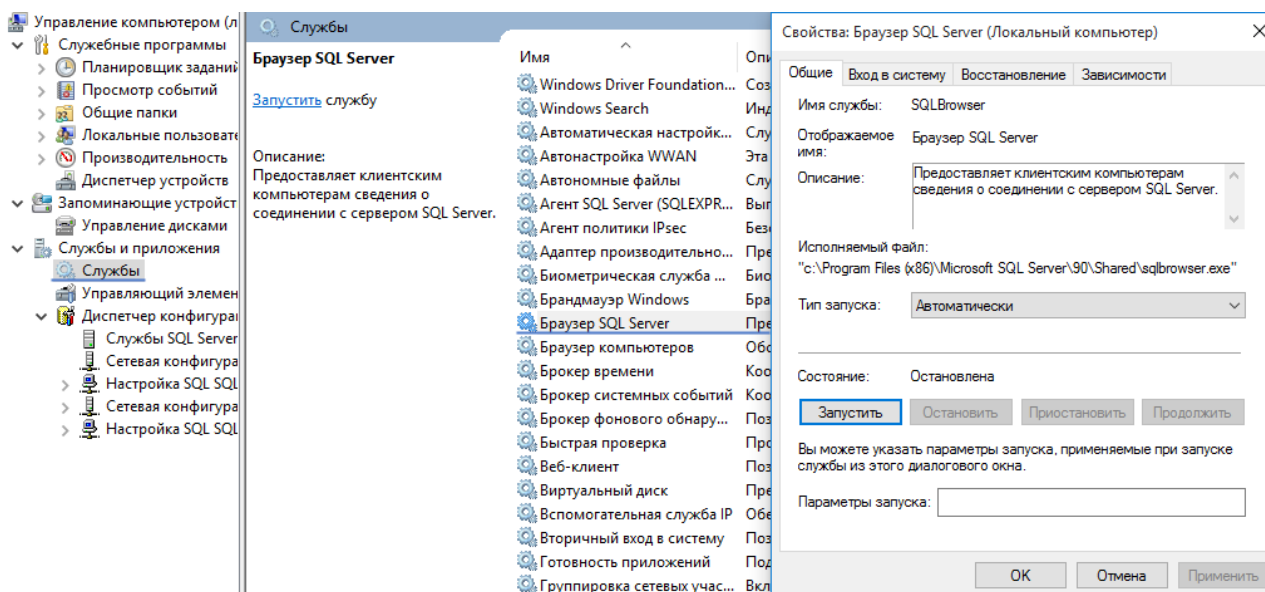 Управление компьютером (л
Служебные программы
Планировщик заданий
Просмотр событий
Общие папки
Локальные пользовате
Производительность
Диспетчер устройств
Запоминающие устройст
Управление дисками
Службы и приложения
Службы
Управляющий элемен
Диспетчер конфигура
Службы SQL Server
Сетевая конфигура
Настройка SQL SQL
Сетевая конфигура
Настройка SQL SQL
Службы
Браузер SQL Server
Запустить службу
Описание:
Предоставляет клиентским
компьютерам сведения о
соединении с сервером SQL Server.
Имя Опи
Windows Driver Foundation... Соз
Windows Search Инд
Автоматическая настройк... Слу
Автонастройка WWAN Эта
Автономные файлы Слу
Агент SQL Server (SQLEXPR... Выг
Агент политики IPsec Безо
Адаптер производительно... Пре
Биометрическая служба ... Био
Брандмауэр Windows Бра
Браузер SQL Server Пре
Браузер компьютеров Обс
Брокер времени Коо
Брокер системных событий Коо
Брокер фонового обнару... Поз
Быстрая проверка Про
Веб-клиент Поз
Виртуальный диск Пре
Вспомогательная служба IP Обе
Вторичный вход в систему Поз
Готовность приложений Под
Группировка сетевых учас... Вкл
Свойства: Браузер SQL Server (Локальный компьютер)
Общие Вход в систему Восстановление Зависимости
Имя службы: SQLBrowser
Отображаемое имя: Браузер SQL Server
Описание: Предоставляет клиентским компьютерам
сведения о соединении с сервером SQL Server.
Исполняемый файл:
"c:\Program Files (x86)\Microsoft SQL Server\90\Shared\sqlbrowser.exe"
Тип запуска: Автоматически
Состояние: Остановлена
Запустить Остановить Приостановить Продолжить
Вы можете указать параметры запуска, применяемые при запуске
службы из этого диалогового окна.
Параметры запуска:
OK Отмена Применить